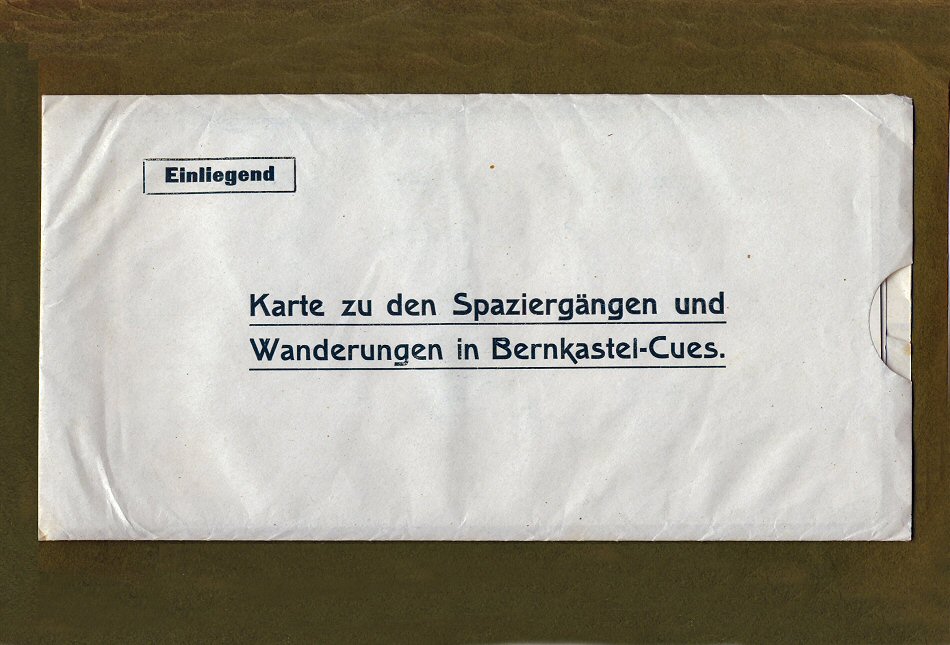 Einliegend
Karte zu den Spaziergängen und
Wanderungen in Bernkastel-Cues.